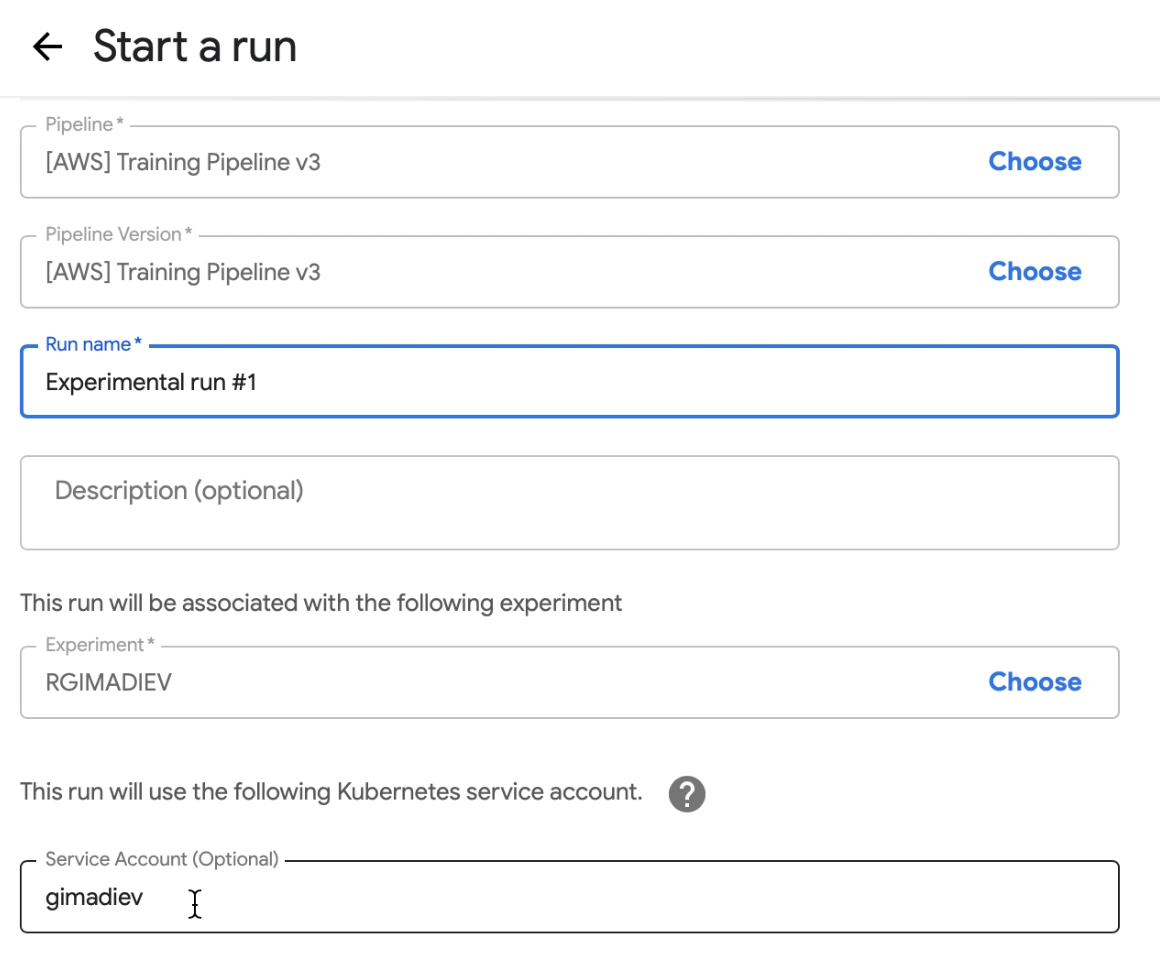 Start a run
Pipeline*
[AWS] Training Pipeline v3
Choose
Pipeline Version*
[AWS] Training Pipeline v3
Choose
Run name*
Experimental run #1
Description (optional)
This run will be associated with the following experiment
Experiment*
RGIMADIEV
Choose
This run will use the following Kubernetes service account.
?
Service Account (Optional)
gimadiev